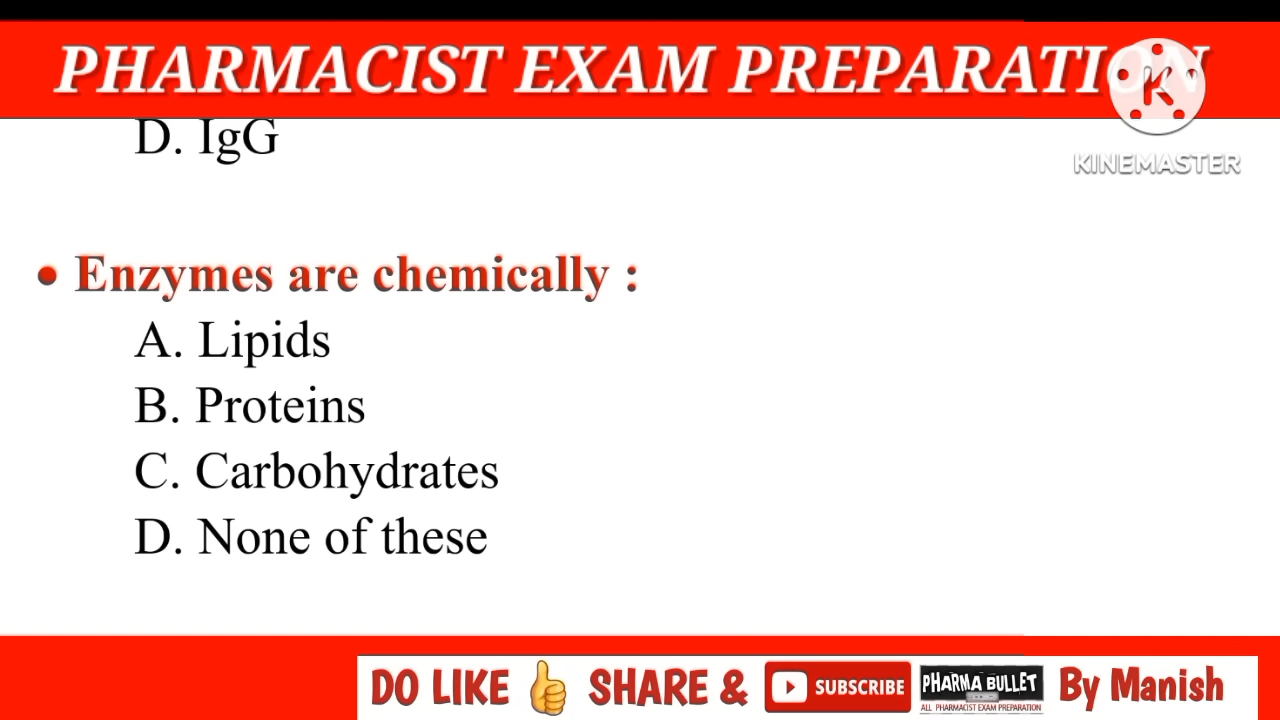 PHARMACIST EXAM PREPARATION
K
KINEMASTER
D. IgG
• Enzymes are chemically :
A. Lipids
B. Proteins
C. Carbohydrates
D. None of these
DO LIKE 👍 SHARE & SUBSCRIBE PHARMA BULLET By Manish
ALL PHARMACIST EXAM PREPARATION